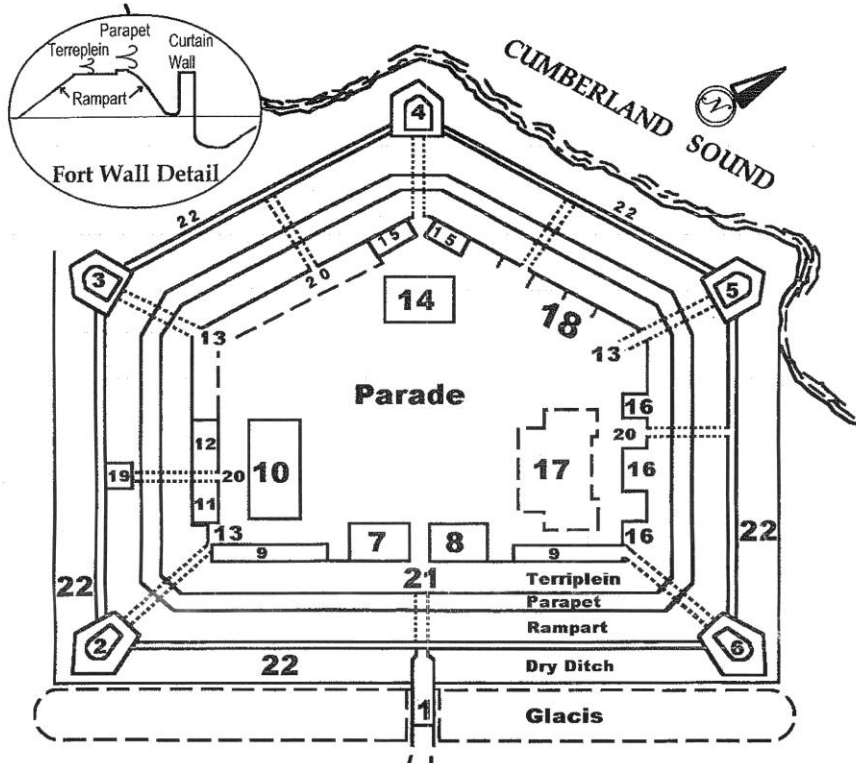 Parapet
Terreplein
Curtain
Wall
Rampart
Fort Wall Detail
CUMBERLAND SOUND
N
4
22
22
15
15
3
20
5
14
18
13
13
Parade
16
12
20
10
17
16
19
20
11
22
13
16
7
8
9
9
22
21
Terriplein
Parapet
Rampart
2
6
22
Dry Ditch
1
Glacis